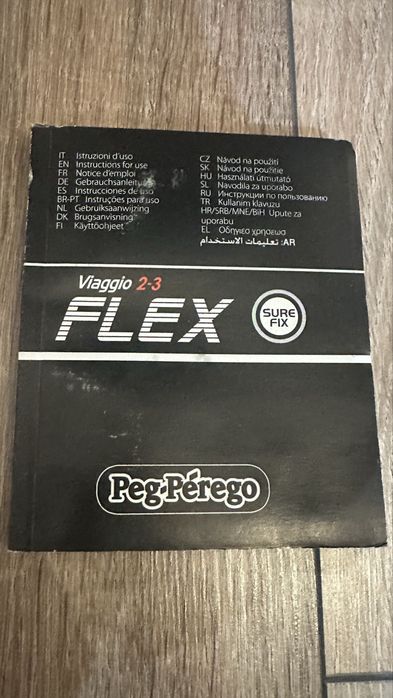 IT Istruzioni d'uso
EN Instructions for use
FR Notice d'emploi
DE Gebrauchsanleitung
ES Instrucciones de uso
BR-PT Instruções para uso
NL Gebruiksaanwijzing
DK Brugsanvisning
FI Käyttöohjeet
CZ Návod na použití
SK Návod na použitie
HU Használati útmutató
SL Navodila za uporabo
RU Инструкции по пользованию
TR Kullanim klavuzu
HR/SRB/MNE/BiH Upute za
uporabu
EL Οδηγιεσ χρησεωσ
AR: تعليمات الاستخدام
Viaggio 2-3
FLEX
SURE
FIX
Peg-Pérego